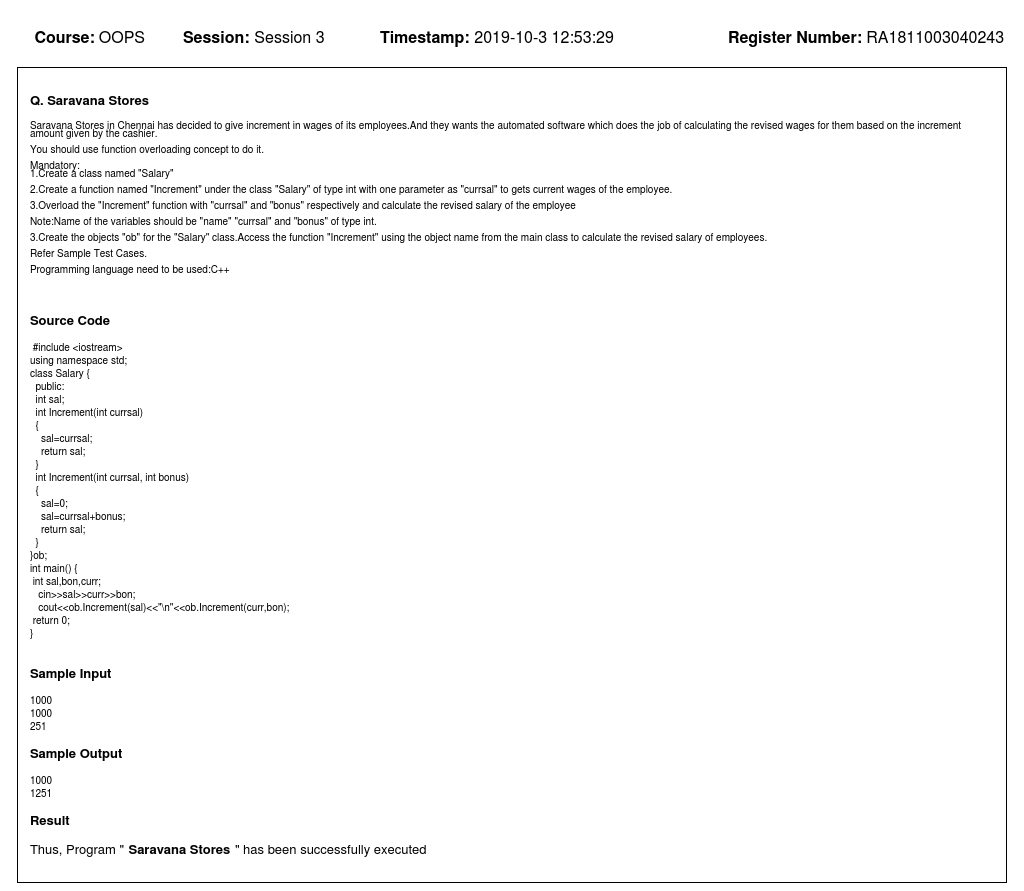 Course: OOPS Session: Session 3 Timestamp: 2019-10-3 12:53:29 Register Number: RA1811003040243
Q. Saravana Stores
Saravana Stores in Chennai has decided to give increment in wages of its employees.And they wants the automated software which does the job of calculating the revised wages for them based on the increment
amount given by the cashier.
You should use function overloading concept to do it.
Mandatory:
1.Create a class named "Salary"
2.Create a function named "Increment" under the class "Salary" of type int with one parameter as "currsal" to gets current wages of the employee.
3.Overload the "Increment" function with "currsal" and "bonus" respectively and calculate the revised salary of the employee
Note:Name of the variables should be "name" "currsal" and "bonus" of type int.
3.Create the objects "ob" for the "Salary" class.Access the function "Increment" using the object name from the main class to calculate the revised salary of employees.
Refer Sample Test Cases.
Programming language need to be used:C++
Source Code
#include <iostream>
using namespace std;
class Salary {
public:
int sal;
int Increment(int currsal)
{
sal=currsal;
return sal;
}
int Increment(int currsal, int bonus)
{
sal=0;
sal=currsal+bonus;
return sal;
}
}ob;
int main() {
int sal,bon,curr;
cin>>sal>>curr>>bon;
cout<<ob.Increment(sal)<<"\n"<<ob.Increment(curr,bon);
return 0;
}
Sample Input
1000
1000
251
Sample Output
1000
1251
Result
Thus, Program " Saravana Stores " has been successfully executed